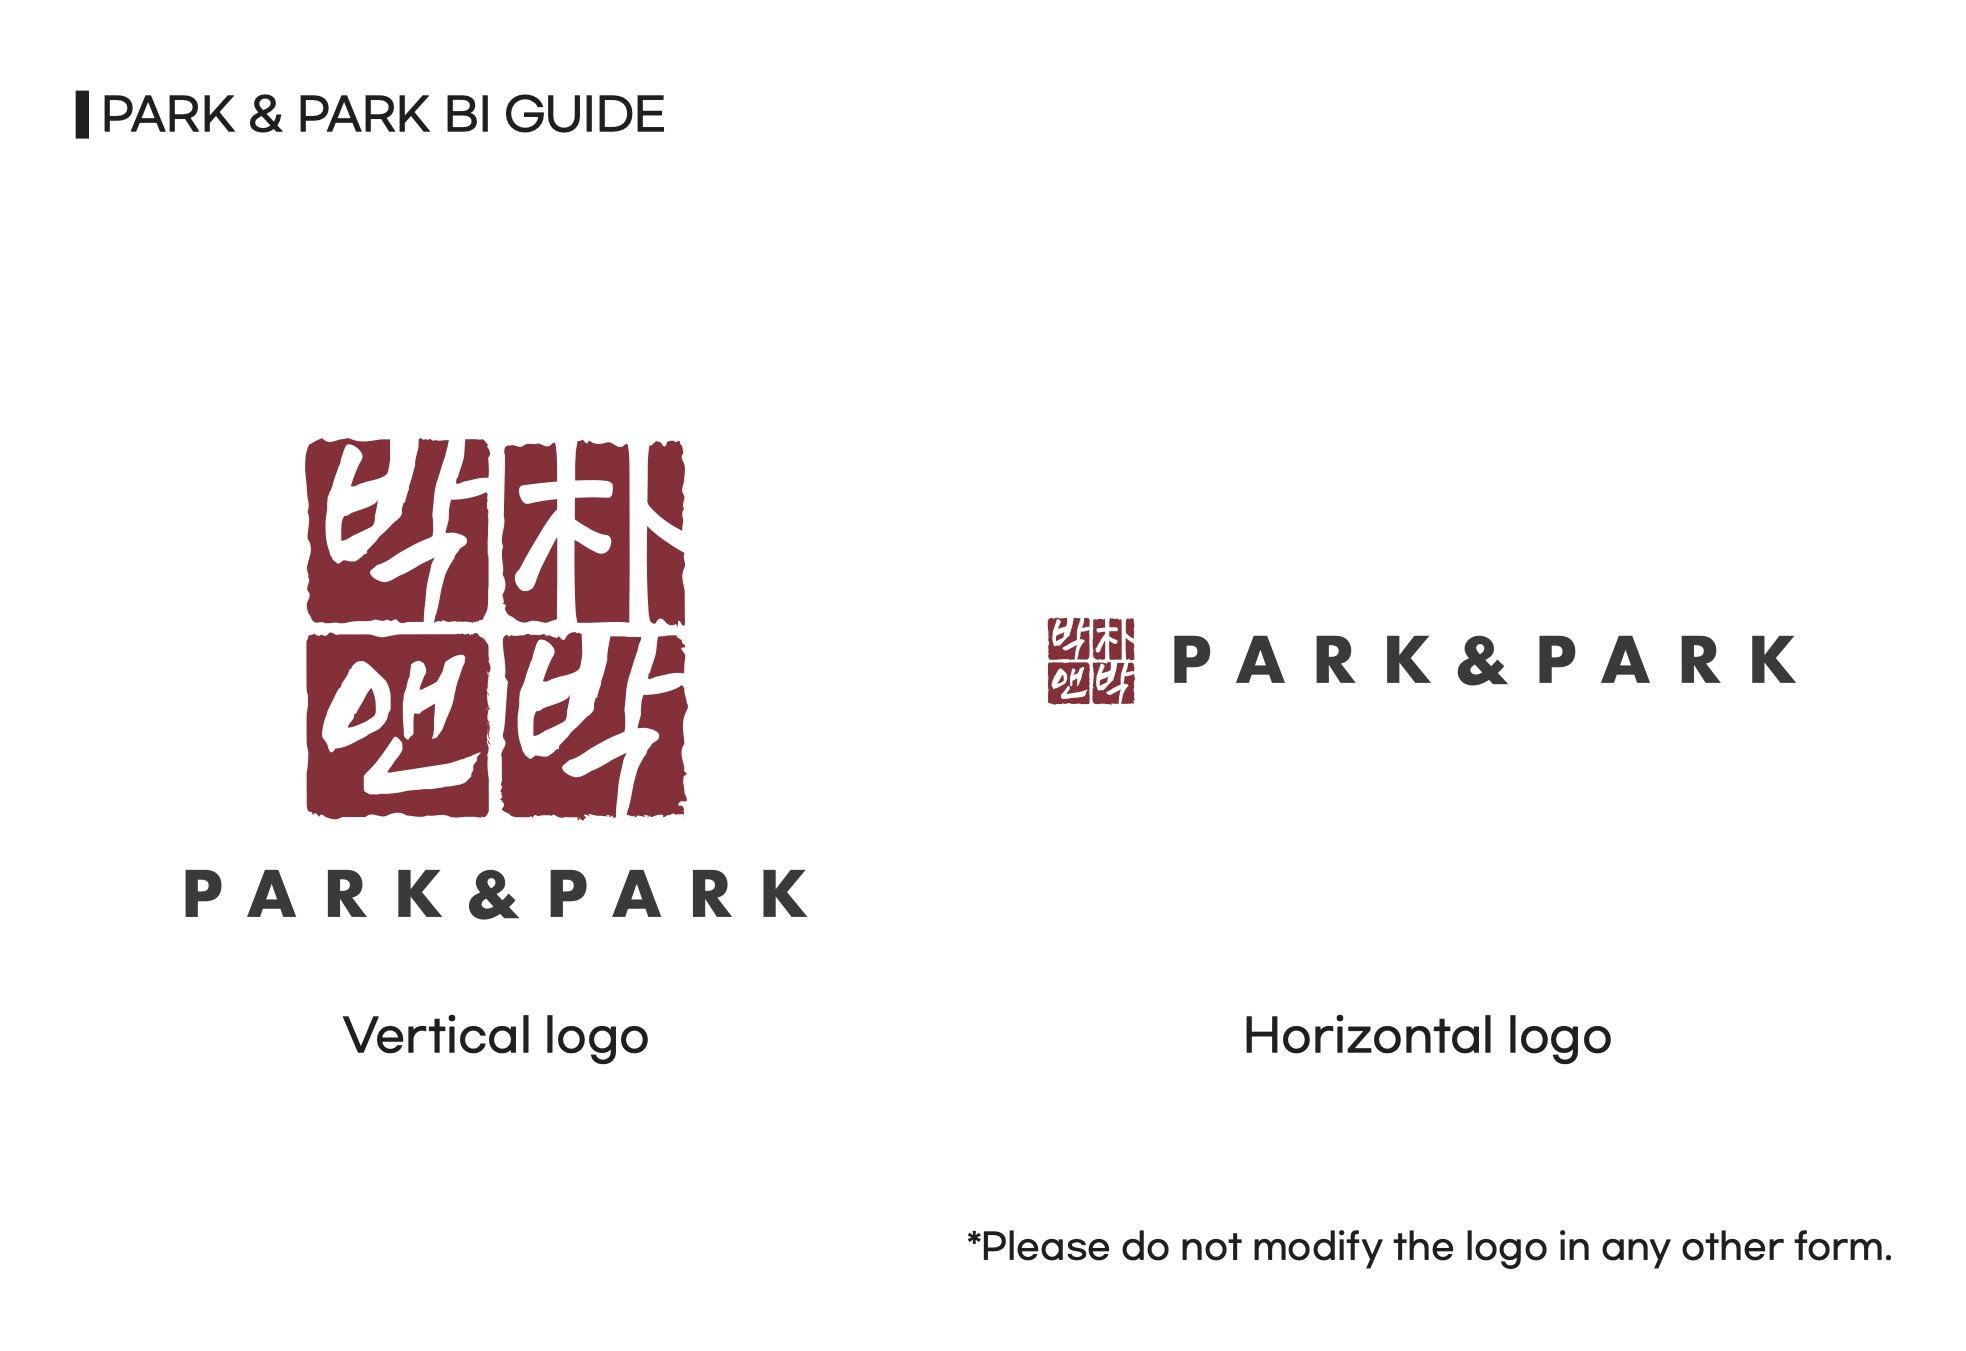 PARK & PARK BI GUIDE
박朴
앤박
PARK&PARK
Vertical logo
박朴
앤박
PARK&PARK
Horizontal logo
*Please do not modify the logo in any other form.